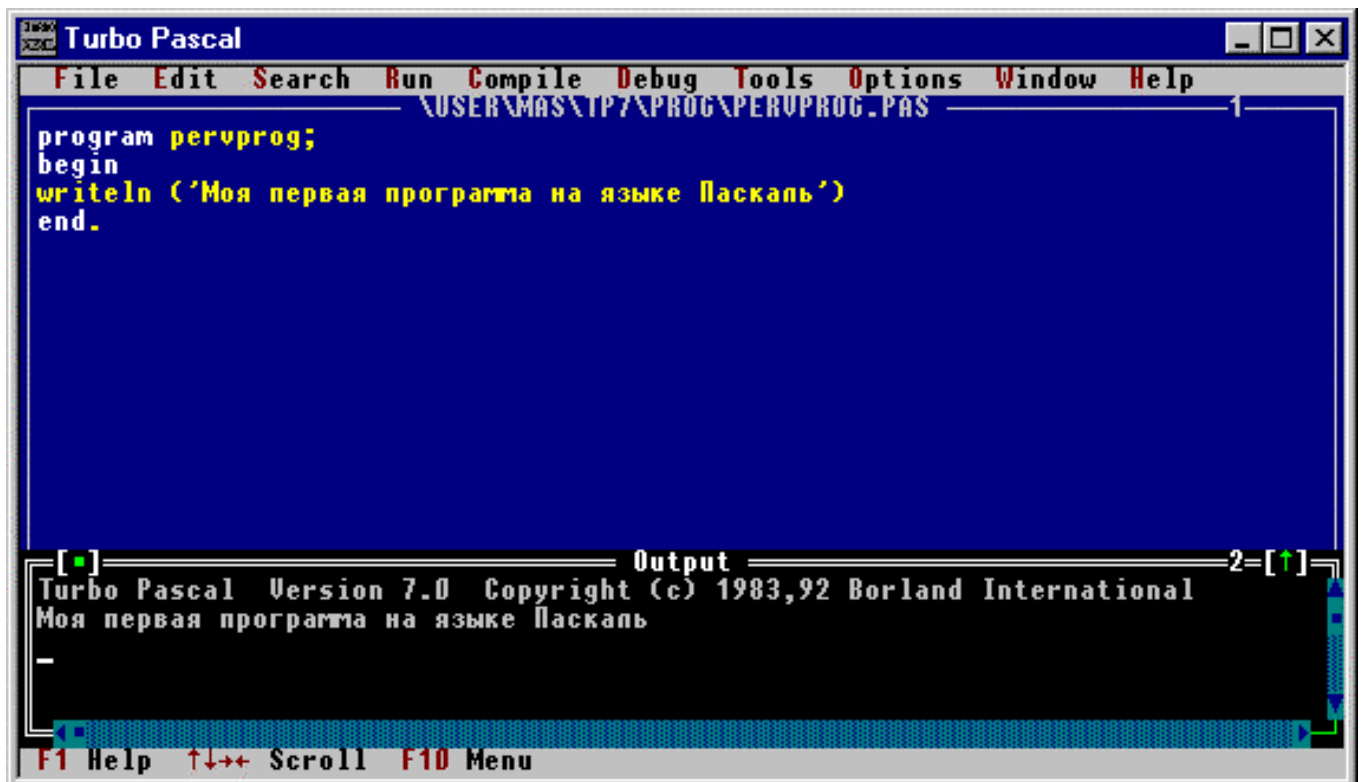 Turbo Pascal
File Edit Search Run Compile Debug Tools Options Window Help
\USER\MAS\TP7\PROG\PERVPROG.PAS 1
program pervprog;
begin
writeln ('Моя первая программа на языке Паскаль')
end.
[▪] Output 2=[↑]
Turbo Pascal Version 7.0 Copyright (c) 1983,92 Borland International
Моя первая программа на языке Паскаль
F1 Help ↑↓→← Scroll F10 Menu